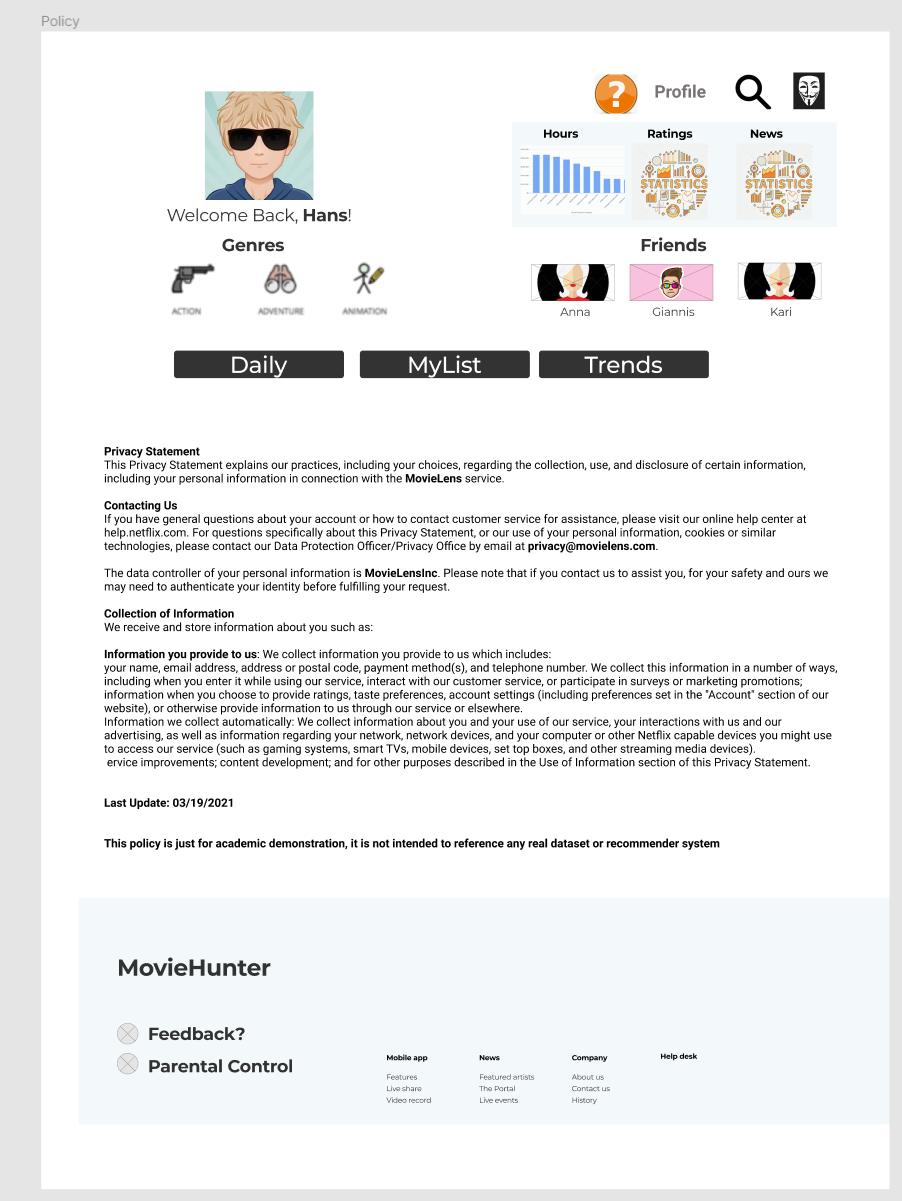 Policy
Profile
Hours Ratings News
STATISTICS STATISTICS
Welcome Back, Hans!
Genres
Friends
ACTION ADVENTURE ANIMATION
Anna Giannis Kari
Daily MyList Trends
Privacy Statement
This Privacy Statement explains our practices, including your choices, regarding the collection, use, and disclosure of certain information,
including your personal information in connection with the MovieLens service.
Contacting Us
If you have general questions about your account or how to contact customer service for assistance, please visit our online help center at
help.netflix.com. For questions specifically about this Privacy Statement, or our use of your personal information, cookies or similar
technologies, please contact our Data Protection Officer/Privacy Office by email at privacy@movielens.com.
The data controller of your personal information is MovieLensInc. Please note that if you contact us to assist you, for your safety and ours we
may need to authenticate your identity before fulfilling your request.
Collection of Information
We receive and store information about you such as:
Information you provide to us: We collect information you provide to us which includes:
your name, email address, address or postal code, payment method(s), and telephone number. We collect this information in a number of ways,
including when you enter it while using our service, interact with our customer service, or participate in surveys or marketing promotions;
information when you choose to provide ratings, taste preferences, account settings (including preferences set in the "Account" section of our
website), or otherwise provide information to us through our service or elsewhere.
Information we collect automatically: We collect information about you and your use of our service, your interactions with us and our
advertising, as well as information regarding your network, network devices, and your computer or other Netflix capable devices you might use
to access our service (such as gaming systems, smart TVs, mobile devices, set top boxes, and other streaming media devices).
ervice improvements; content development; and for other purposes described in the Use of Information section of this Privacy Statement.
Last Update: 03/19/2021
This policy is just for academic demonstration, it is not intended to reference any real dataset or recommender system
MovieHunter
Feedback?
Parental Control
Mobile app News Company Help desk
Features Featured artists About us
Live share The Portal Contact us
Video record Live events History